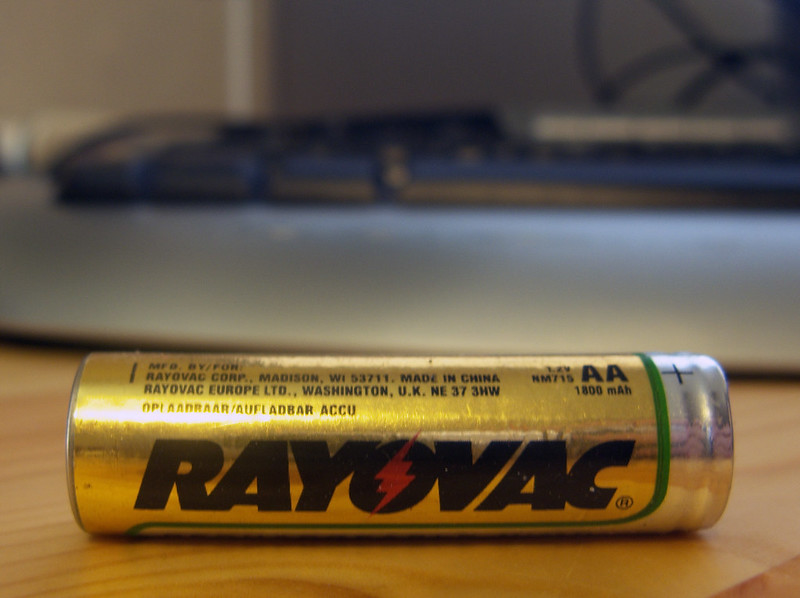 MFG. BY/FOR:
RAYOVAC CORP., MADISON, WI 53711. MADE IN CHINA
RAYOVAC EUROPE LTD., WASHINGTON, U.K. NE 37 3HW
OPLAADBAAR/AUFLADBAR ACCU
1.2V
NM715 AA
1800 mAh
+
RAYOVAC®